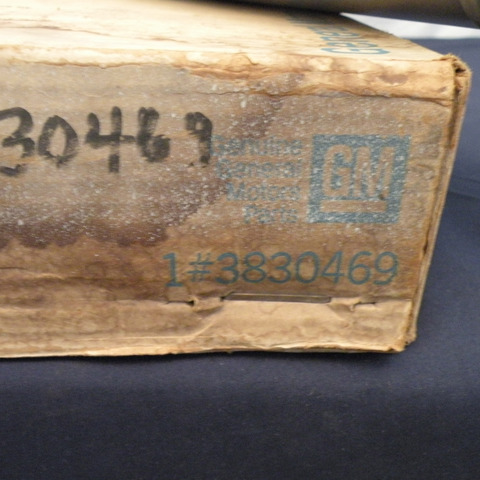 30469
Genuine
General
Motors
Parts
GM
1#3830469